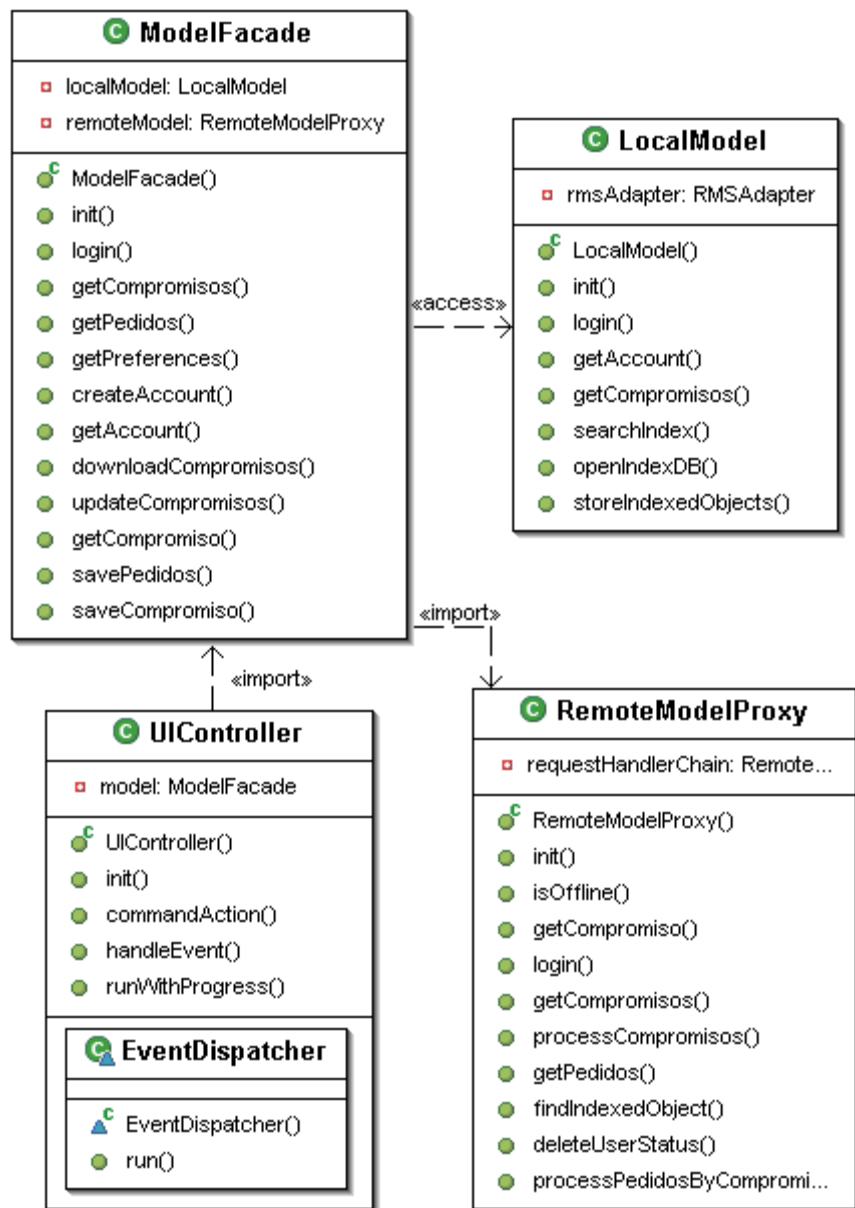 ModelFacade
localModel: LocalModel
remoteModel: RemoteModelProxy
ModelFacade()
init()
login()
getCompromisos()
getPedidos()
getPreferences()
createAccount()
getAccount()
downloadCompromisos()
updateCompromisos()
getCompromiso()
savePedidos()
saveCompromiso()
«access»
LocalModel
rmsAdapter: RMSAdapter
LocalModel()
init()
login()
getAccount()
getCompromisos()
searchIndex()
openIndexDB()
storeIndexedObjects()
«import»
«import»
UIController
model: ModelFacade
UIController()
init()
commandAction()
handleEvent()
runWithProgress()
EventDispatcher
EventDispatcher()
run()
RemoteModelProxy
requestHandlerChain: Remote...
RemoteModelProxy()
init()
isOffline()
getCompromiso()
login()
getCompromisos()
processCompromisos()
getPedidos()
findIndexedObject()
deleteUserStatus()
processPedidosByCompromi...